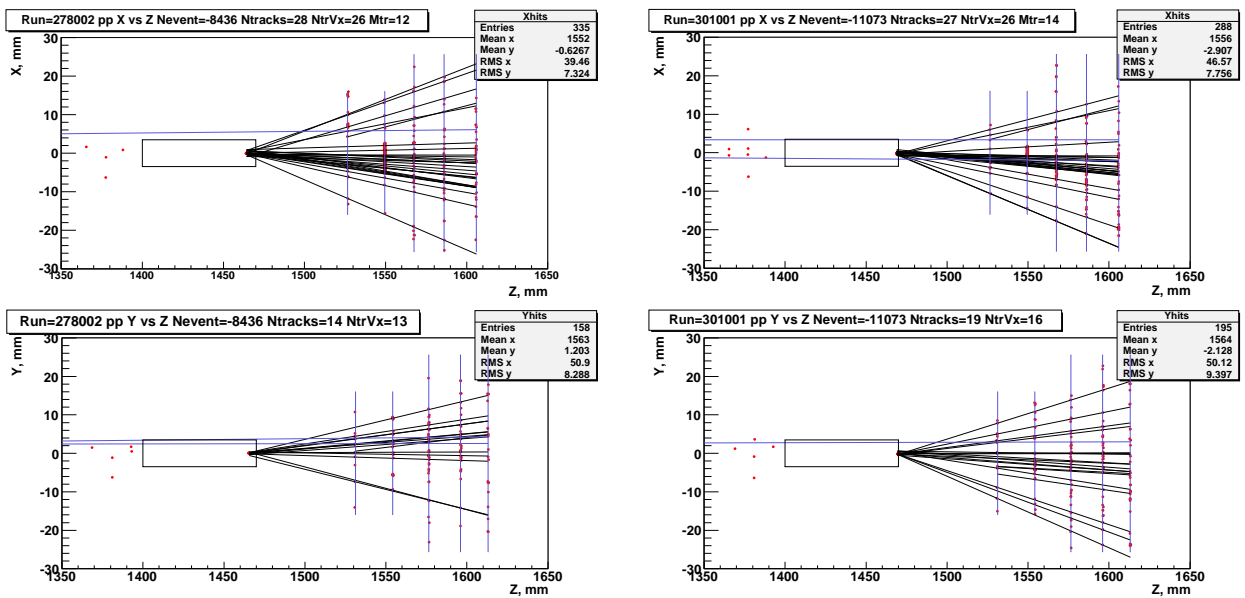 Run=278002 pp X vs Z Nevent=-8436 Ntracks=28 NtrVx=26 Mtr=12
Xhits
Entries 335
Mean x 1552
Mean y -0.6267
RMS x 39.46
RMS y 7.324
X, mm
30
20
10
0
-10
-20
-30
1350 1400 1450 1500 1550 1600 1650
Z, mm
Run=301001 pp X vs Z Nevent=-11073 Ntracks=27 NtrVx=26 Mtr=14
Xhits
Entries 288
Mean x 1556
Mean y -2.907
RMS x 46.57
RMS y 7.756
X, mm
30
20
10
0
-10
-20
-30
1350 1400 1450 1500 1550 1600 1650
Z, mm
Run=278002 pp Y vs Z Nevent=-8436 Ntracks=14 NtrVx=13
Yhits
Entries 158
Mean x 1563
Mean y 1.203
RMS x 50.9
RMS y 8.288
Y, mm
30
20
10
0
-10
-20
-30
1350 1400 1450 1500 1550 1600 1650
Z, mm
Run=301001 pp Y vs Z Nevent=-11073 Ntracks=19 NtrVx=16
Yhits
Entries 195
Mean x 1564
Mean y -2.128
RMS x 50.12
RMS y 9.397
Y, mm
30
20
10
0
-10
-20
-30
1350 1400 1450 1500 1550 1600 1650
Z, mm